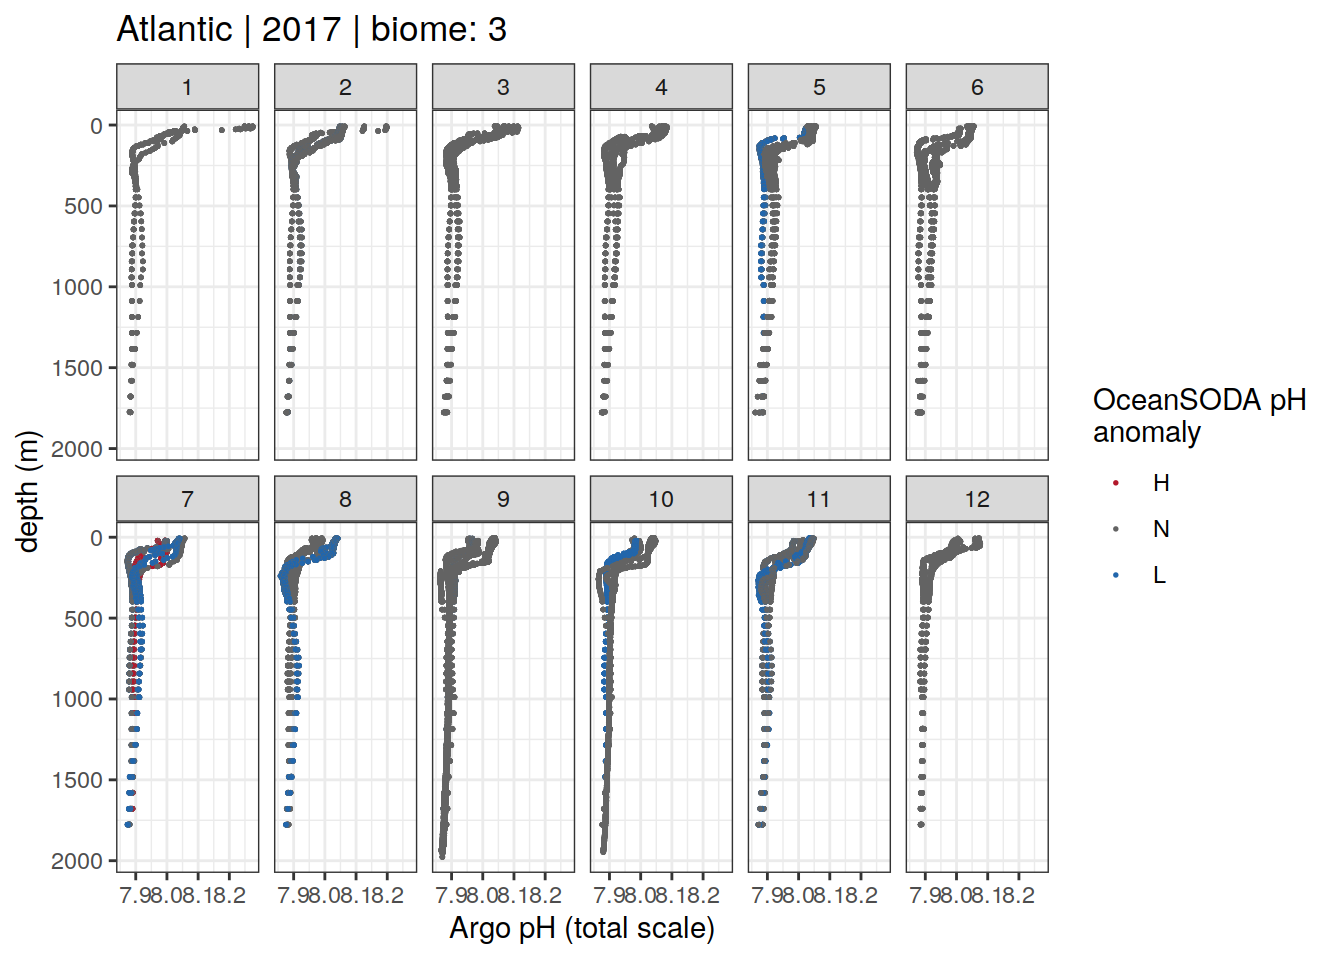 Atlantic | 2017 | biome: 3
1 2 3 4 5 6
0
500
1000
1500
2000
7 8 9 10 11 12
0
500
1000
1500
2000
7.98.08.18.2 7.98.08.18.2 7.98.08.18.2 7.98.08.18.2 7.98.08.18.2 7.98.08.18.2
Argo pH (total scale)
depth (m)
OceanSODA pH
anomaly
H
N
L